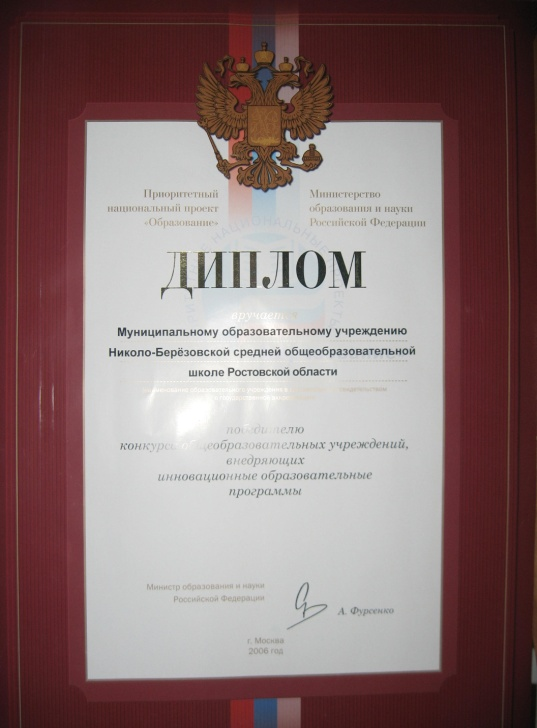 Приоритетный
национальный проект
«Образование»
Министерство
образования и науки
Российской Федерации
ДИПЛОМ
вручается
Муниципальному образовательному учреждению
Николо-Берёзовской средней общеобразовательной
школе Ростовской области
победителю
конкурса общеобразовательных учреждений,
внедряющих
инновационные образовательные
программы
Министр образования и науки
Российской Федерации
А. Фурсенко
г. Москва
2006 год